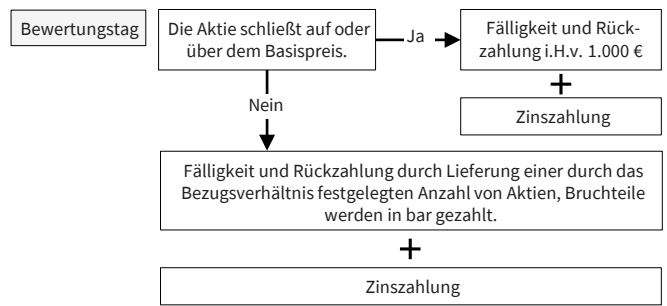 Bewertungstag
Die Aktie schließt auf oder
über dem Basispreis.
Ja
Fälligkeit und Rück-
zahlung i.H.v. 1.000 €
+
Zinszahlung
Nein
Fälligkeit und Rückzahlung durch Lieferung einer durch das
Bezugsverhältnis festgelegten Anzahl von Aktien, Bruchteile
werden in bar gezahlt.
+
Zinszahlung